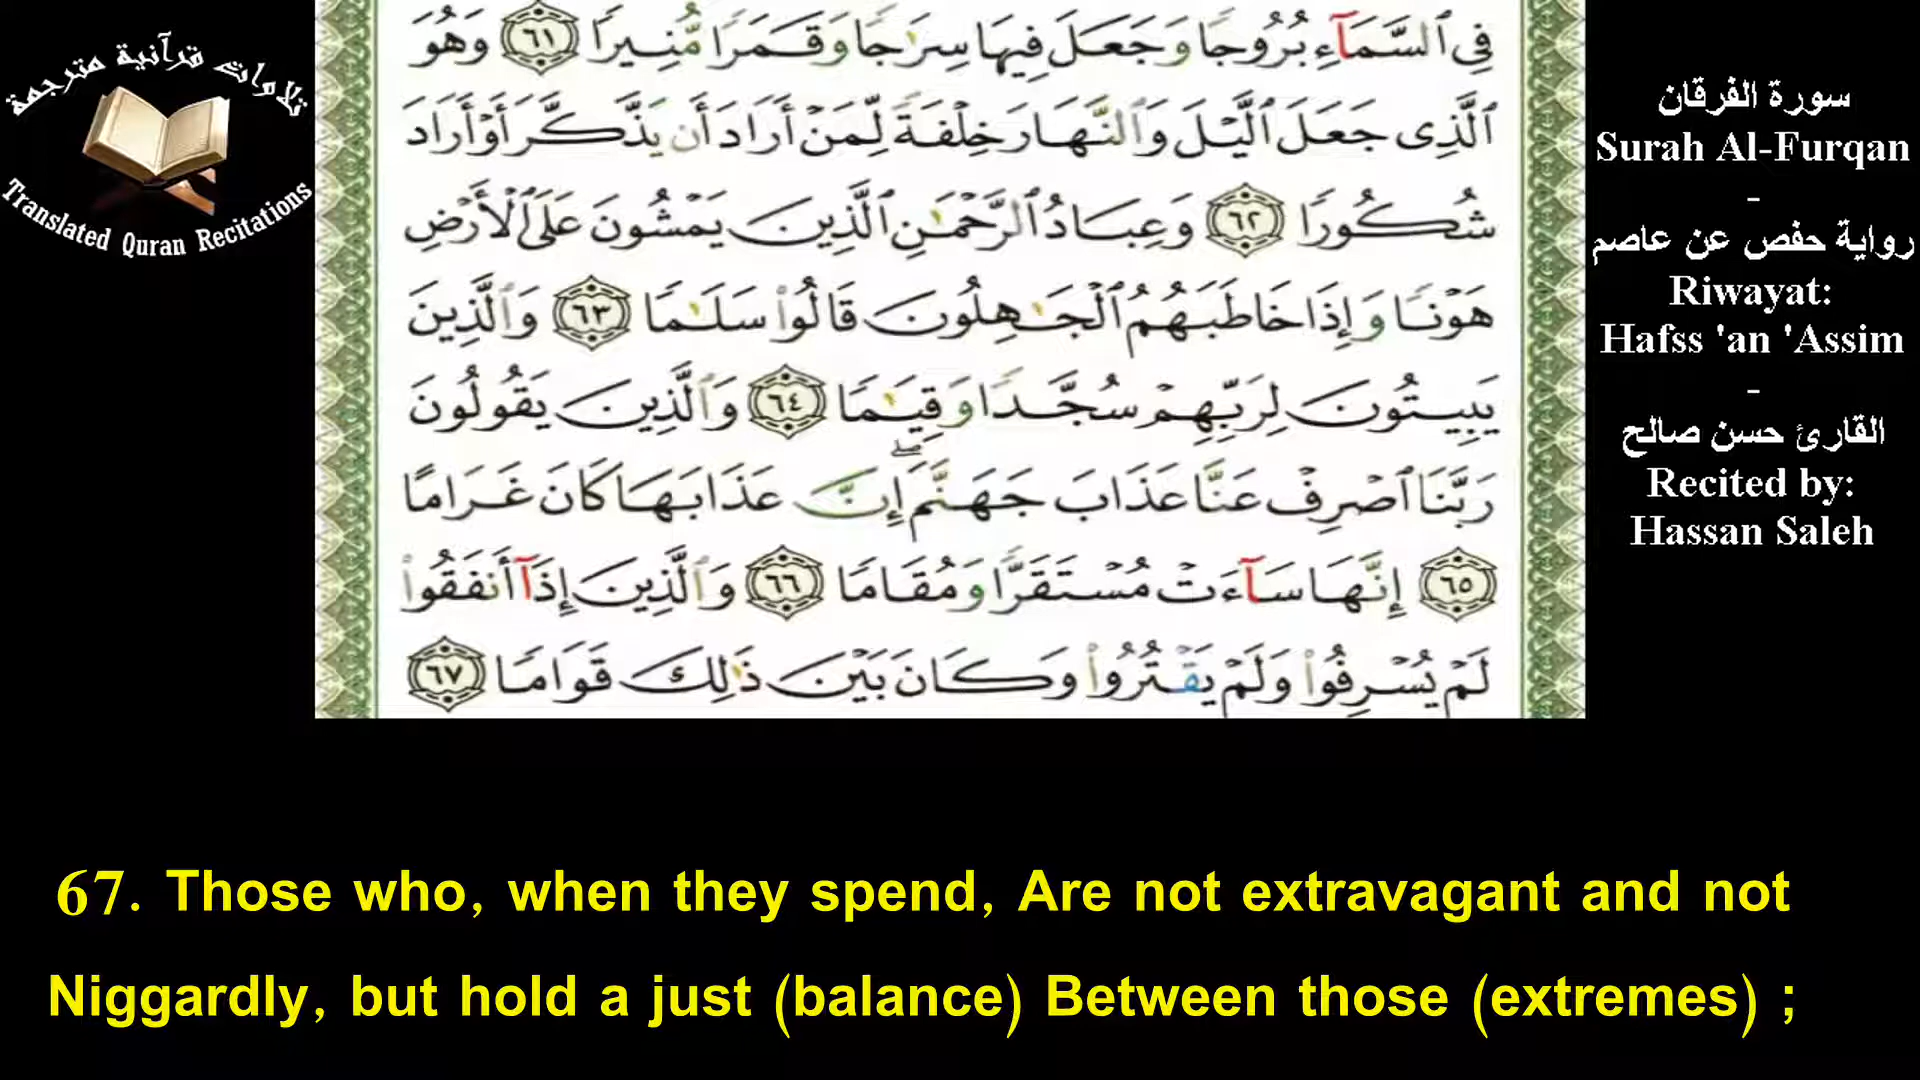 تلاوات قرآنية مترجمة
Translated Quran Recitations
فِى ٱلسَّمَآءِ بُرُوجًا وَجَعَلَ فِيهَا سِرَٰجًا وَقَمَرًا مُّنِيرًا ﴿٦١﴾ وَهُوَ
ٱلَّذِى جَعَلَ ٱلَّيْلَ وَٱلنَّهَارَ خِلْفَةً لِّمَنْ أَرَادَ أَن يَذَّكَّرَ أَوْ أَرَادَ
شُكُورًا ﴿٦٢﴾ وَعِبَادُ ٱلرَّحْمَٰنِ ٱلَّذِينَ يَمْشُونَ عَلَى ٱلْأَرْضِ
هَوْنًا وَإِذَا خَاطَبَهُمُ ٱلْجَٰهِلُونَ قَالُوا۟ سَلَٰمًا ﴿٦٣﴾ وَٱلَّذِينَ
يَبِيتُونَ لِرَبِّهِمْ سُجَّدًا وَقِيَٰمًا ﴿٦٤﴾ وَٱلَّذِينَ يَقُولُونَ
رَبَّنَا ٱصْرِفْ عَنَّا عَذَابَ جَهَنَّمَ ۖ إِنَّ عَذَابَهَا كَانَ غَرَامًا
﴿٦٥﴾ إِنَّهَا سَآءَتْ مُسْتَقَرًّا وَمُقَامًا ﴿٦٦﴾ وَٱلَّذِينَ إِذَآ أَنفَقُوا۟
لَمْ يُسْرِفُوا۟ وَلَمْ يَقْتُرُوا۟ وَكَانَ بَيْنَ ذَٰلِكَ قَوَامًا ﴿٦٧﴾
سورة الفرقان
Surah Al-Furqan
-
رواية حفص عن عاصم
Riwayat:
Hafss 'an 'Assim
-
القارئ حسن صالح
Recited by:
Hassan Saleh
67. Those who, when they spend, Are not extravagant and not
Niggardly, but hold a just (balance) Between those (extremes) ;